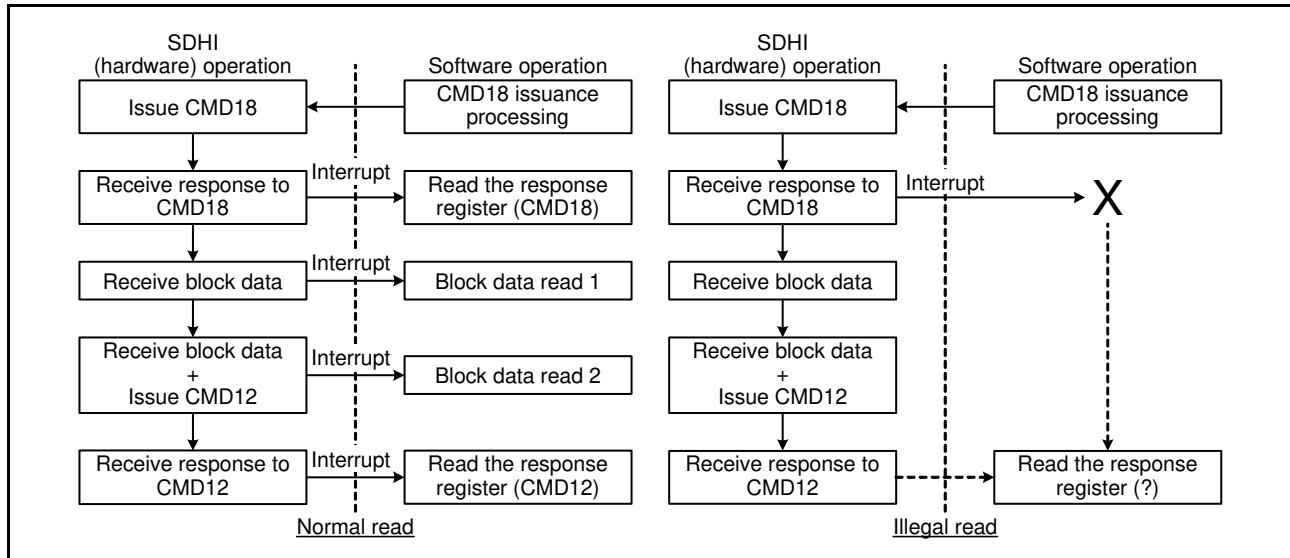 SDHI
(hardware) operation
Software operation
Issue CMD18
CMD18 issuance
processing
Interrupt
Receive response to
CMD18
Read the response
register (CMD18)
Interrupt
Receive block data
Block data read 1
Interrupt
Receive block data
+
Issue CMD12
Block data read 2
Interrupt
Receive response to
CMD12
Read the response
register (CMD12)
Normal read
SDHI
(hardware) operation
Software operation
Issue CMD18
CMD18 issuance
processing
Receive response to
CMD18
Interrupt
X
Receive block data
Receive block data
+
Issue CMD12
Receive response to
CMD12
Read the response
register (?)
Illegal read